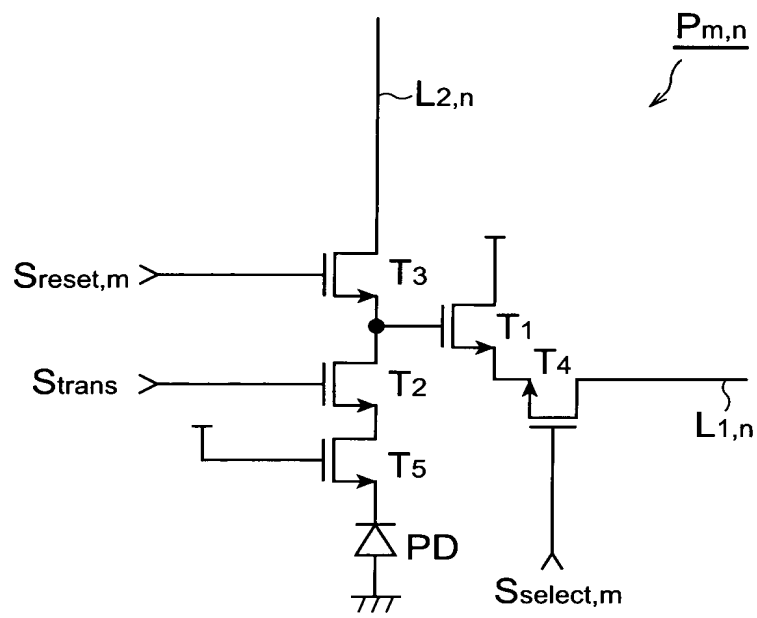 Pm,n
L2,n
Sreset,m
T3
T1
T4
Strans
T2
L1,n
T5
PD
Sselect,m